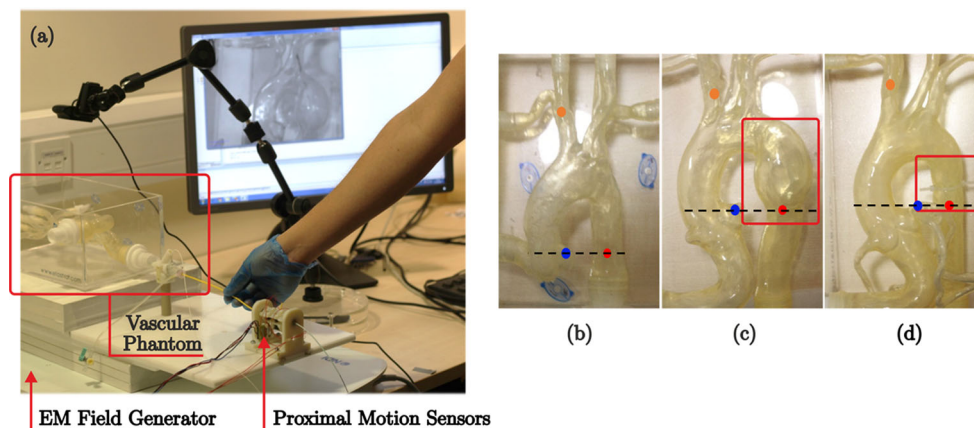 (a)
Vascular
Phantom
EM Field Generator
Proximal Motion Sensors
(b)
(c)
(d)